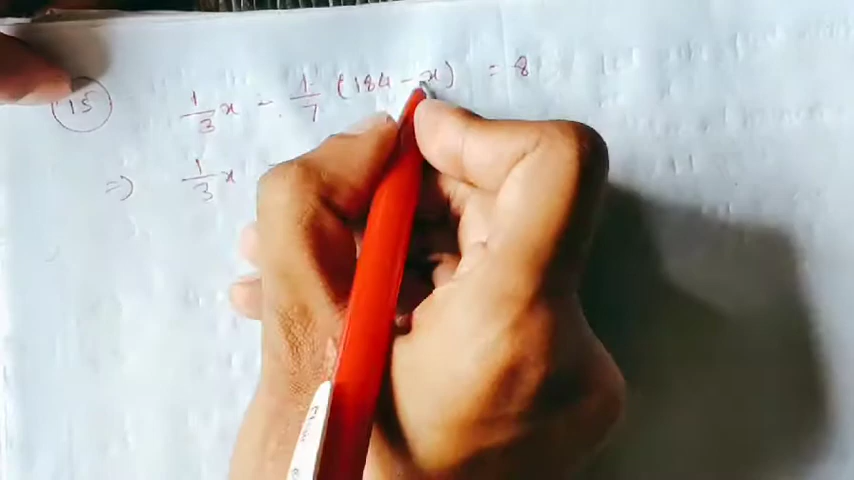 15 1/3 x - 1/7 (184 - x) = 8
⇒ 1/3 x